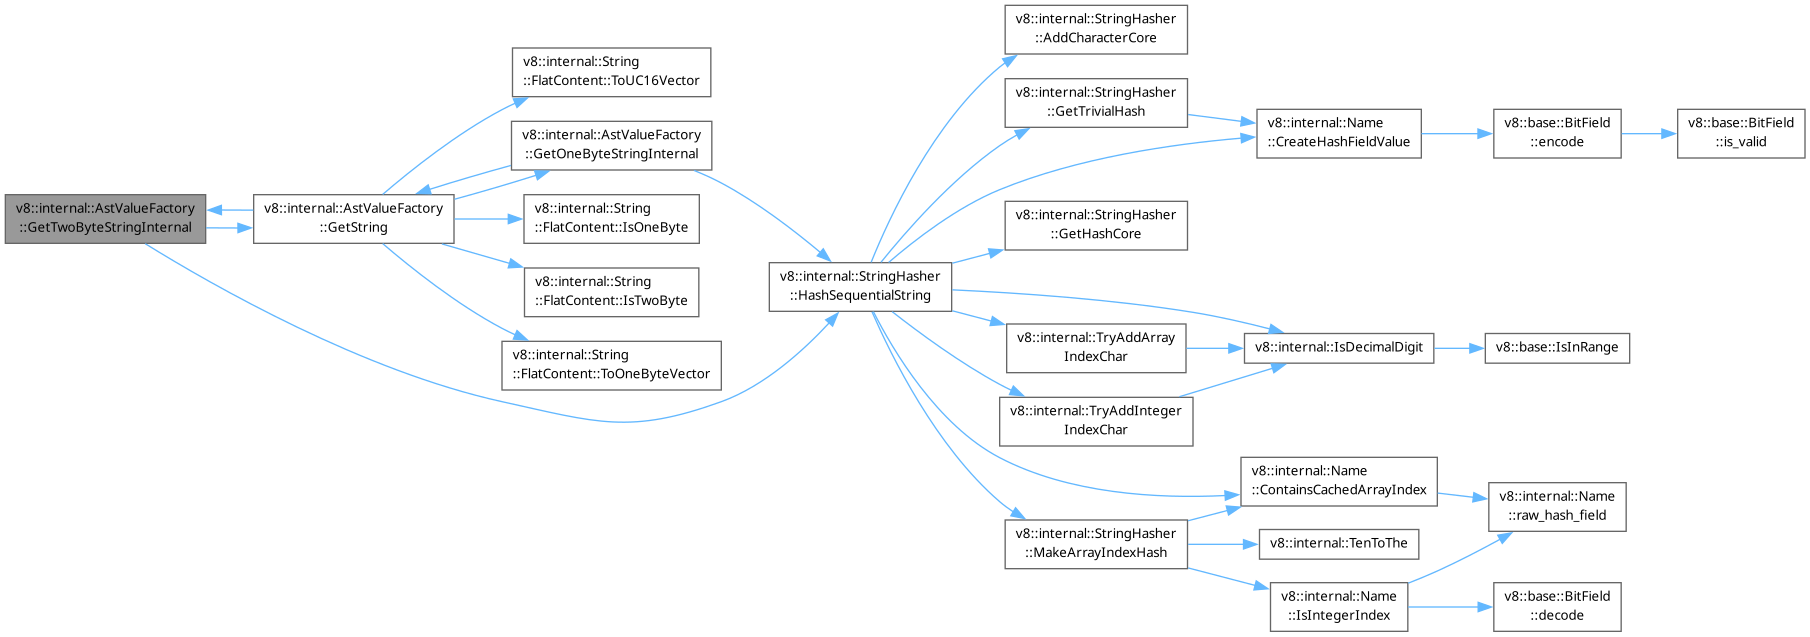 v8::internal::AstValueFactory
::GetTwoByteStringInternal
v8::internal::AstValueFactory
::GetString
v8::internal::String
::FlatContent::ToUC16Vector
v8::internal::AstValueFactory
::GetOneByteStringInternal
v8::internal::String
::FlatContent::IsOneByte
v8::internal::String
::FlatContent::IsTwoByte
v8::internal::String
::FlatContent::ToOneByteVector
v8::internal::StringHasher
::HashSequentialString
v8::internal::StringHasher
::AddCharacterCore
v8::internal::StringHasher
::GetTrivialHash
v8::internal::StringHasher
::GetHashCore
v8::internal::TryAddArray
IndexChar
v8::internal::TryAddInteger
IndexChar
v8::internal::StringHasher
::MakeArrayIndexHash
v8::internal::Name
::CreateHashFieldValue
v8::internal::IsDecimalDigit
v8::internal::Name
::ContainsCachedArrayIndex
v8::internal::TenToThe
v8::internal::Name
::IsIntegerIndex
v8::base::BitField
::encode
v8::base::IsInRange
v8::internal::Name
::raw_hash_field
v8::base::BitField
::decode
v8::base::BitField
::is_valid